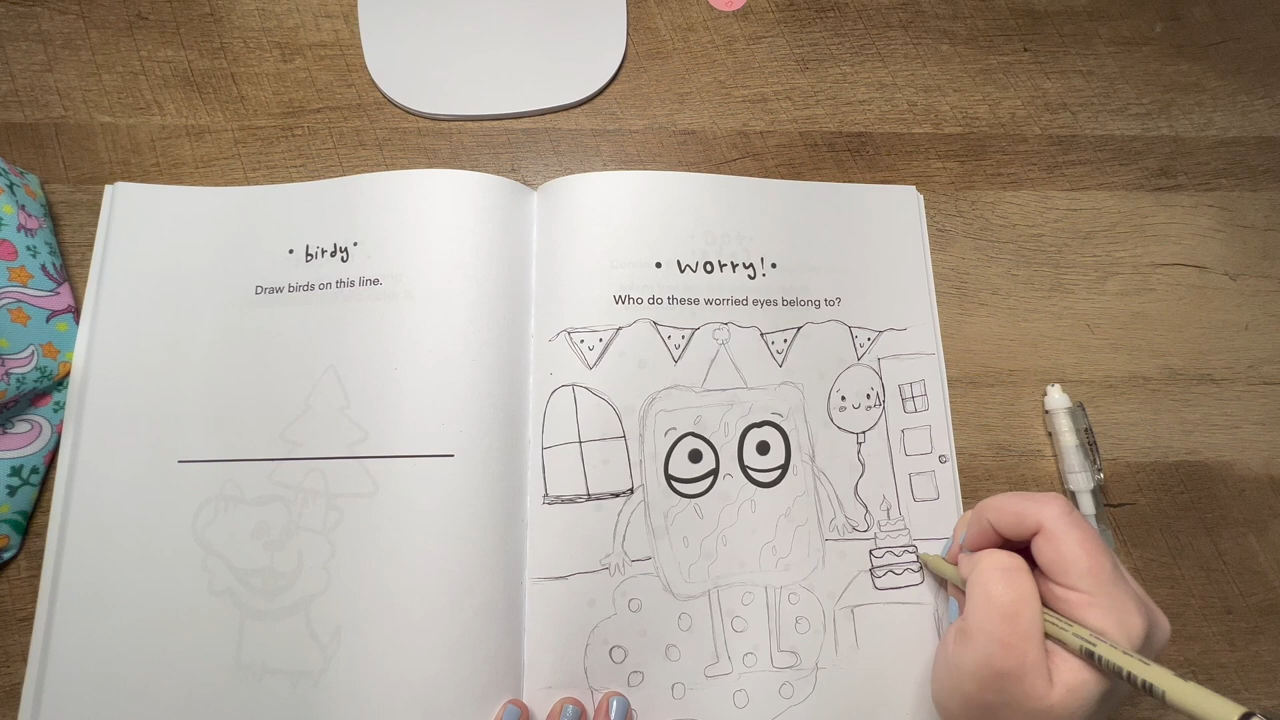 • birdy •
Draw birds on this line.
• worry! •
Who do these worried eyes belong to?